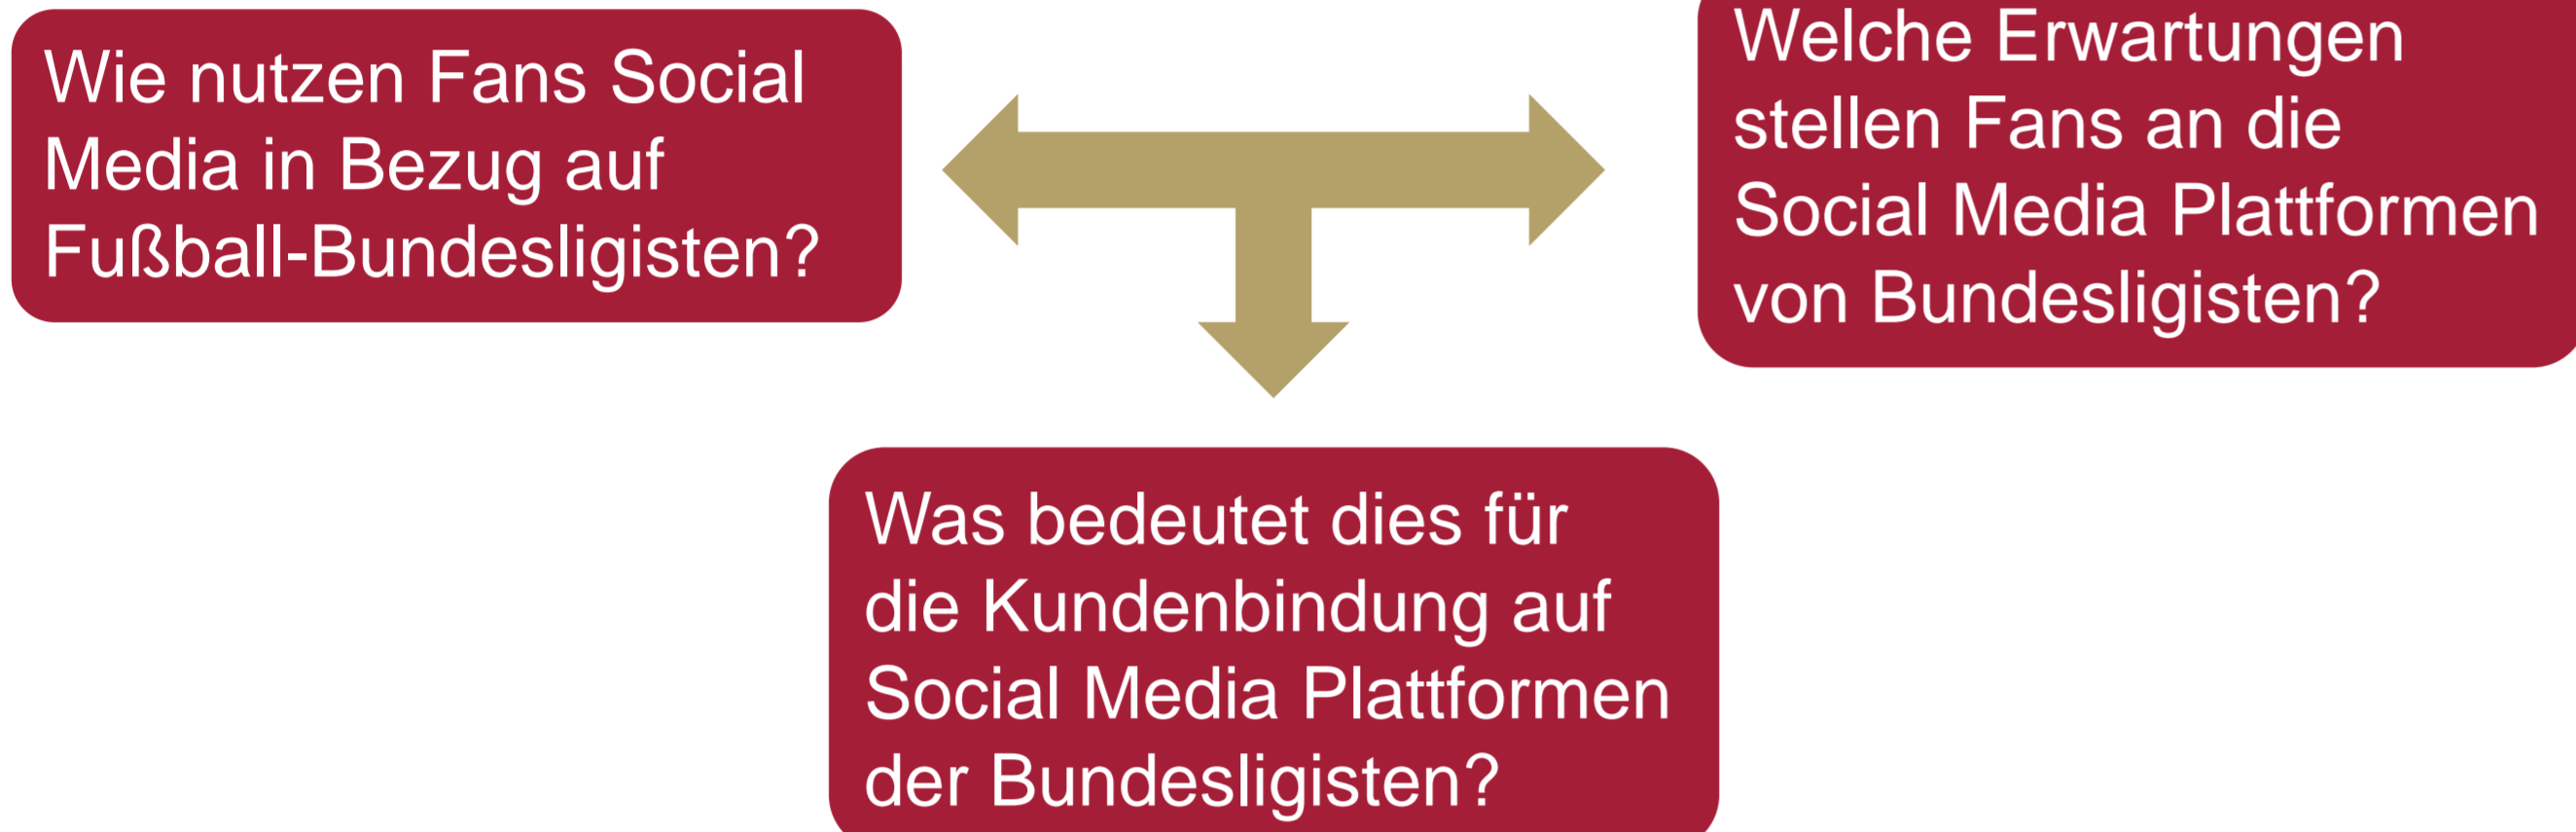 Wie nutzen Fans Social
Media in Bezug auf
Fußball-Bundesligisten?
Welche Erwartungen
stellen Fans an die
Social Media Plattformen
von Bundesligisten?
Was bedeutet dies für
die Kundenbindung auf
Social Media Plattformen
der Bundesligisten?